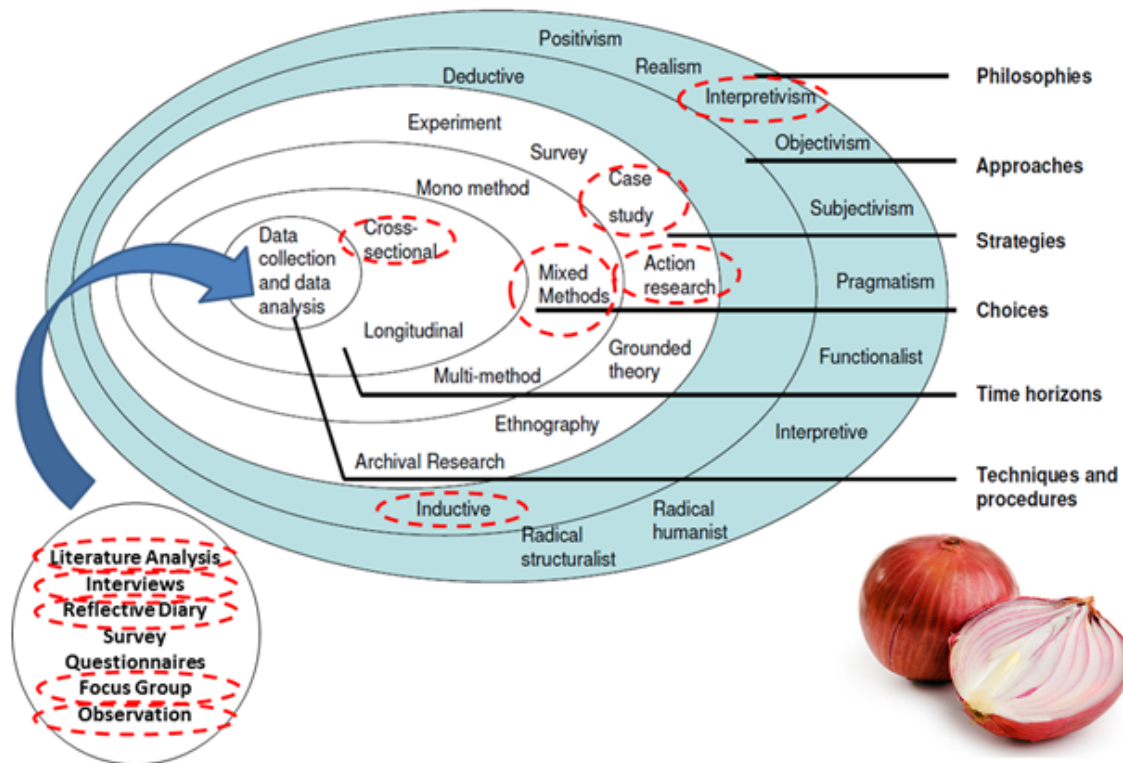 Positivism
Realism
Deductive
Interpretivism
Philosophies
Experiment
Objectivism
Survey
Approaches
Mono method
Case
study
Subjectivism
Cross-
sectional
Data
collection
and data
analysis
Strategies
Mixed
Methods
Action
research
Pragmatism
Choices
Longitudinal
Grounded
theory
Functionalist
Multi-method
Time horizons
Ethnography
Interpretive
Archival Research
Techniques and
procedures
Inductive
Radical
humanist
Radical
structuralist
Literature Analysis
Interviews
Reflective Diary
Survey
Questionnaires
Focus Group
Observation